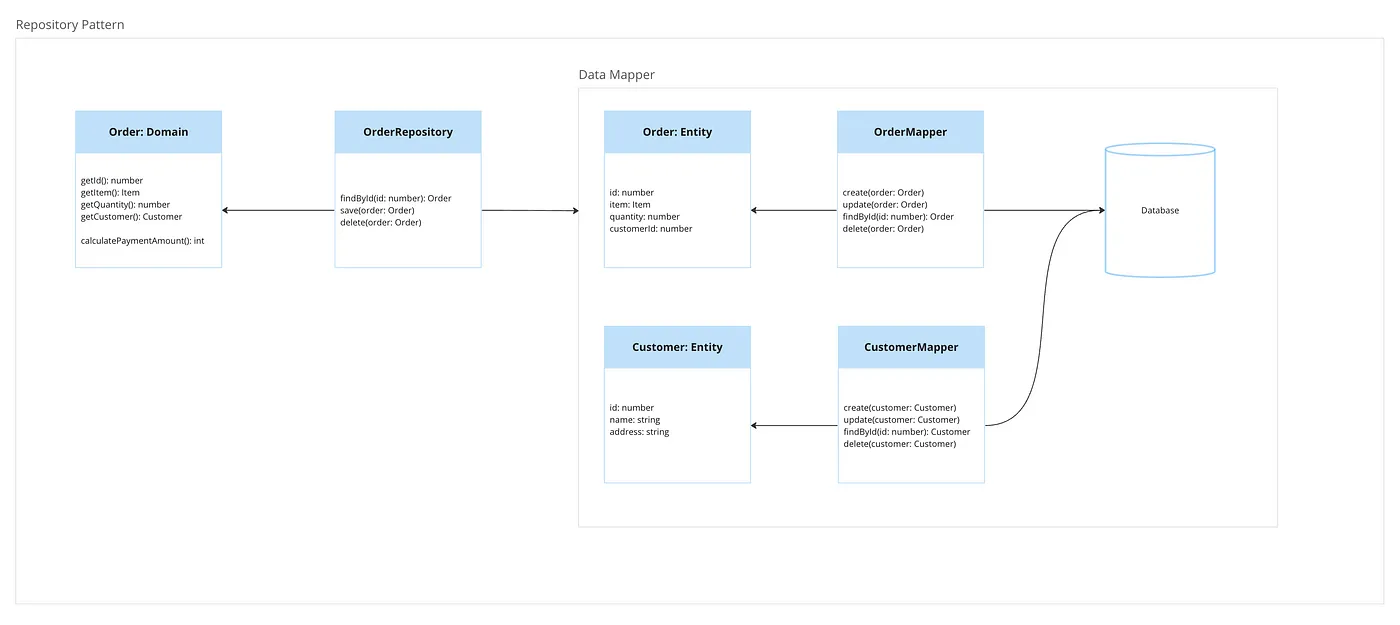 Repository Pattern
Data Mapper
Order: Domain
getId(): number
getItem(): Item
getQuantity(): number
getCustomer(): Customer
calculatePaymentAmount(): int
OrderRepository
findById(id: number): Order
save(order: Order)
delete(order: Order)
Order: Entity
id: number
item: Item
quantity: number
customerId: number
OrderMapper
create(order: Order)
update(order: Order)
findById(id: number): Order
delete(order: Order)
Database
Customer: Entity
id: number
name: string
address: string
CustomerMapper
create(customer: Customer)
update(customer: Customer)
findById(id: number): Customer
delete(customer: Customer)